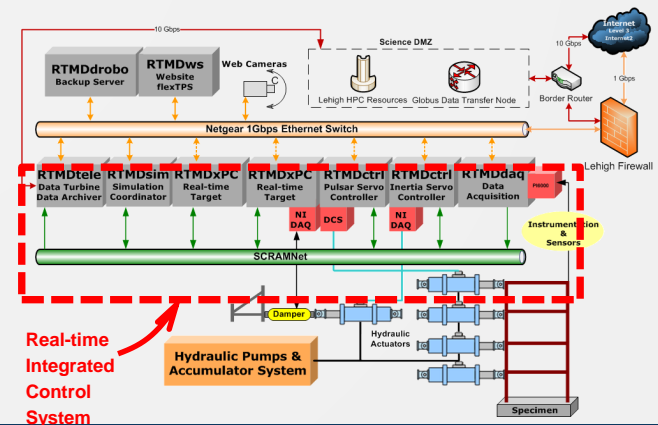 10 Gbps
Internet
Level 3
Internet2
Science DMZ
10 Gbps
RTMDdrobo
Backup Server
RTMDws
Website
flexTPS
Web Cameras
Lehigh HPC Resources
Globus Data Transfer Node
Border Router
1 Gbps
Netgear 1Gbps Ethernet Switch
Lehigh Firewall
RTMDtele
Data Turbine
Data Archiver
RTMDsim
Simulation
Coordinator
RTMDxPC
Real-time
Target
RTMDxPC
Real-time
Target
RTMDctrl
Pulsar Servo
Controller
RTMDctrl
Inertia Servo
Controller
RTMDdaq
Data
Acquisition
NI
DAQ
DCS
NI
DAQ
Instrumentation
&
Sensors
SCRAMNet
Damper
Hydraulic
Actuators
Real-time
Integrated
Control
System
Hydraulic Pumps &
Accumulator System
Specimen